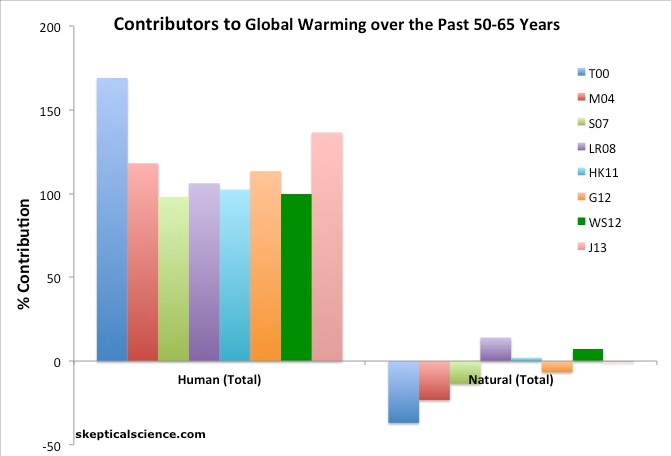 Contributors to Global Warming over the Past 50-65 Years
200
150
100
50
0
-50
% Contribution
T00
M04
S07
LR08
HK11
G12
WS12
J13
Human (Total)
Natural (Total)
skepticalscience.com